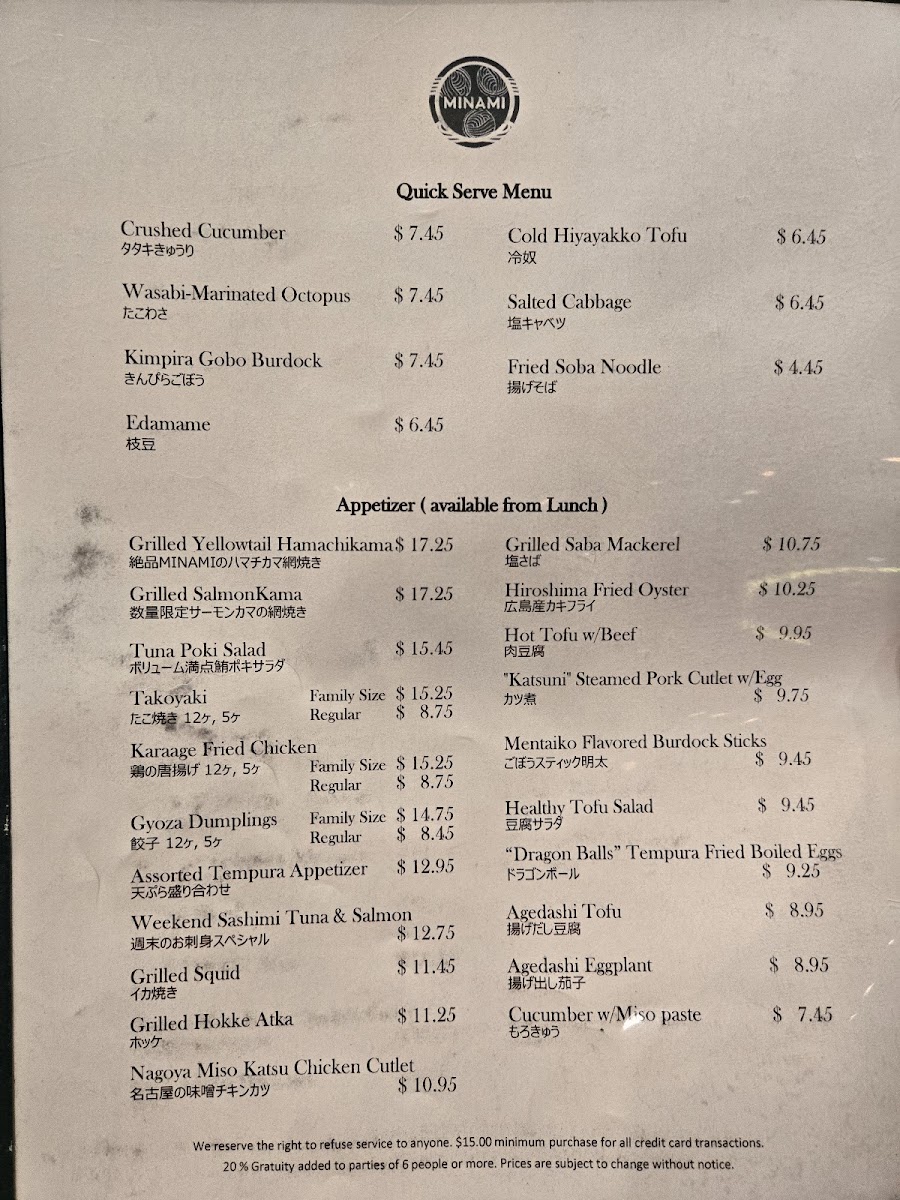 MINAMI
Quick Serve Menu
Crushed Cucumber $ 7.45
タタキきゅうり
Wasabi-Marinated Octopus $ 7.45
たこわさ
Kimpira Gobo Burdock $ 7.45
きんぴらごぼう
Edamame $ 6.45
枝豆
Cold Hiyayakko Tofu $ 6.45
冷奴
Salted Cabbage $ 6.45
塩キャベツ
Fried Soba Noodle $ 4.45
揚げそば
Appetizer ( available from Lunch )
Grilled Yellowtail Hamachikama $ 17.25
絶品MINAMIのハマチカマ網焼き
Grilled SalmonKama $ 17.25
数量限定サーモンカマの網焼き
Tuna Poki Salad $ 15.45
ボリューム満点鮪ポキサラダ
Takoyaki Family Size $ 15.25
たこ焼き 12ヶ, 5ヶ Regular $ 8.75
Karaage Fried Chicken
鶏の唐揚げ 12ヶ, 5ヶ Family Size $ 15.25
Regular $ 8.75
Gyoza Dumplings Family Size $ 14.75
餃子 12ヶ, 5ヶ Regular $ 8.45
Assorted Tempura Appetizer $ 12.95
天ぷら盛り合わせ
Weekend Sashimi Tuna & Salmon
週末のお刺身スペシャル $ 12.75
Grilled Squid $ 11.45
イカ焼き
Grilled Hokke Atka $ 11.25
ホッケ
Nagoya Miso Katsu Chicken Cutlet
名古屋の味噌チキンカツ $ 10.95
Grilled Saba Mackerel $ 10.75
塩さば
Hiroshima Fried Oyster $ 10.25
広島産カキフライ
Hot Tofu w/Beef $ 9.95
肉豆腐
"Katsuni" Steamed Pork Cutlet w/Egg
カツ煮 $ 9.75
Mentaiko Flavored Burdock Sticks
ごぼうスティック明太 $ 9.45
Healthy Tofu Salad $ 9.45
豆腐サラダ
“Dragon Balls” Tempura Fried Boiled Eggs
ドラゴンボール $ 9.25
Agedashi Tofu $ 8.95
揚げだし豆腐
Agedashi Eggplant $ 8.95
揚げ出し茄子
Cucumber w/Miso paste $ 7.45
もろきゅう
We reserve the right to refuse service to anyone. $15.00 minimum purchase for all credit card transactions.
20 % Gratuity added to parties of 6 people or more. Prices are subject to change without notice.